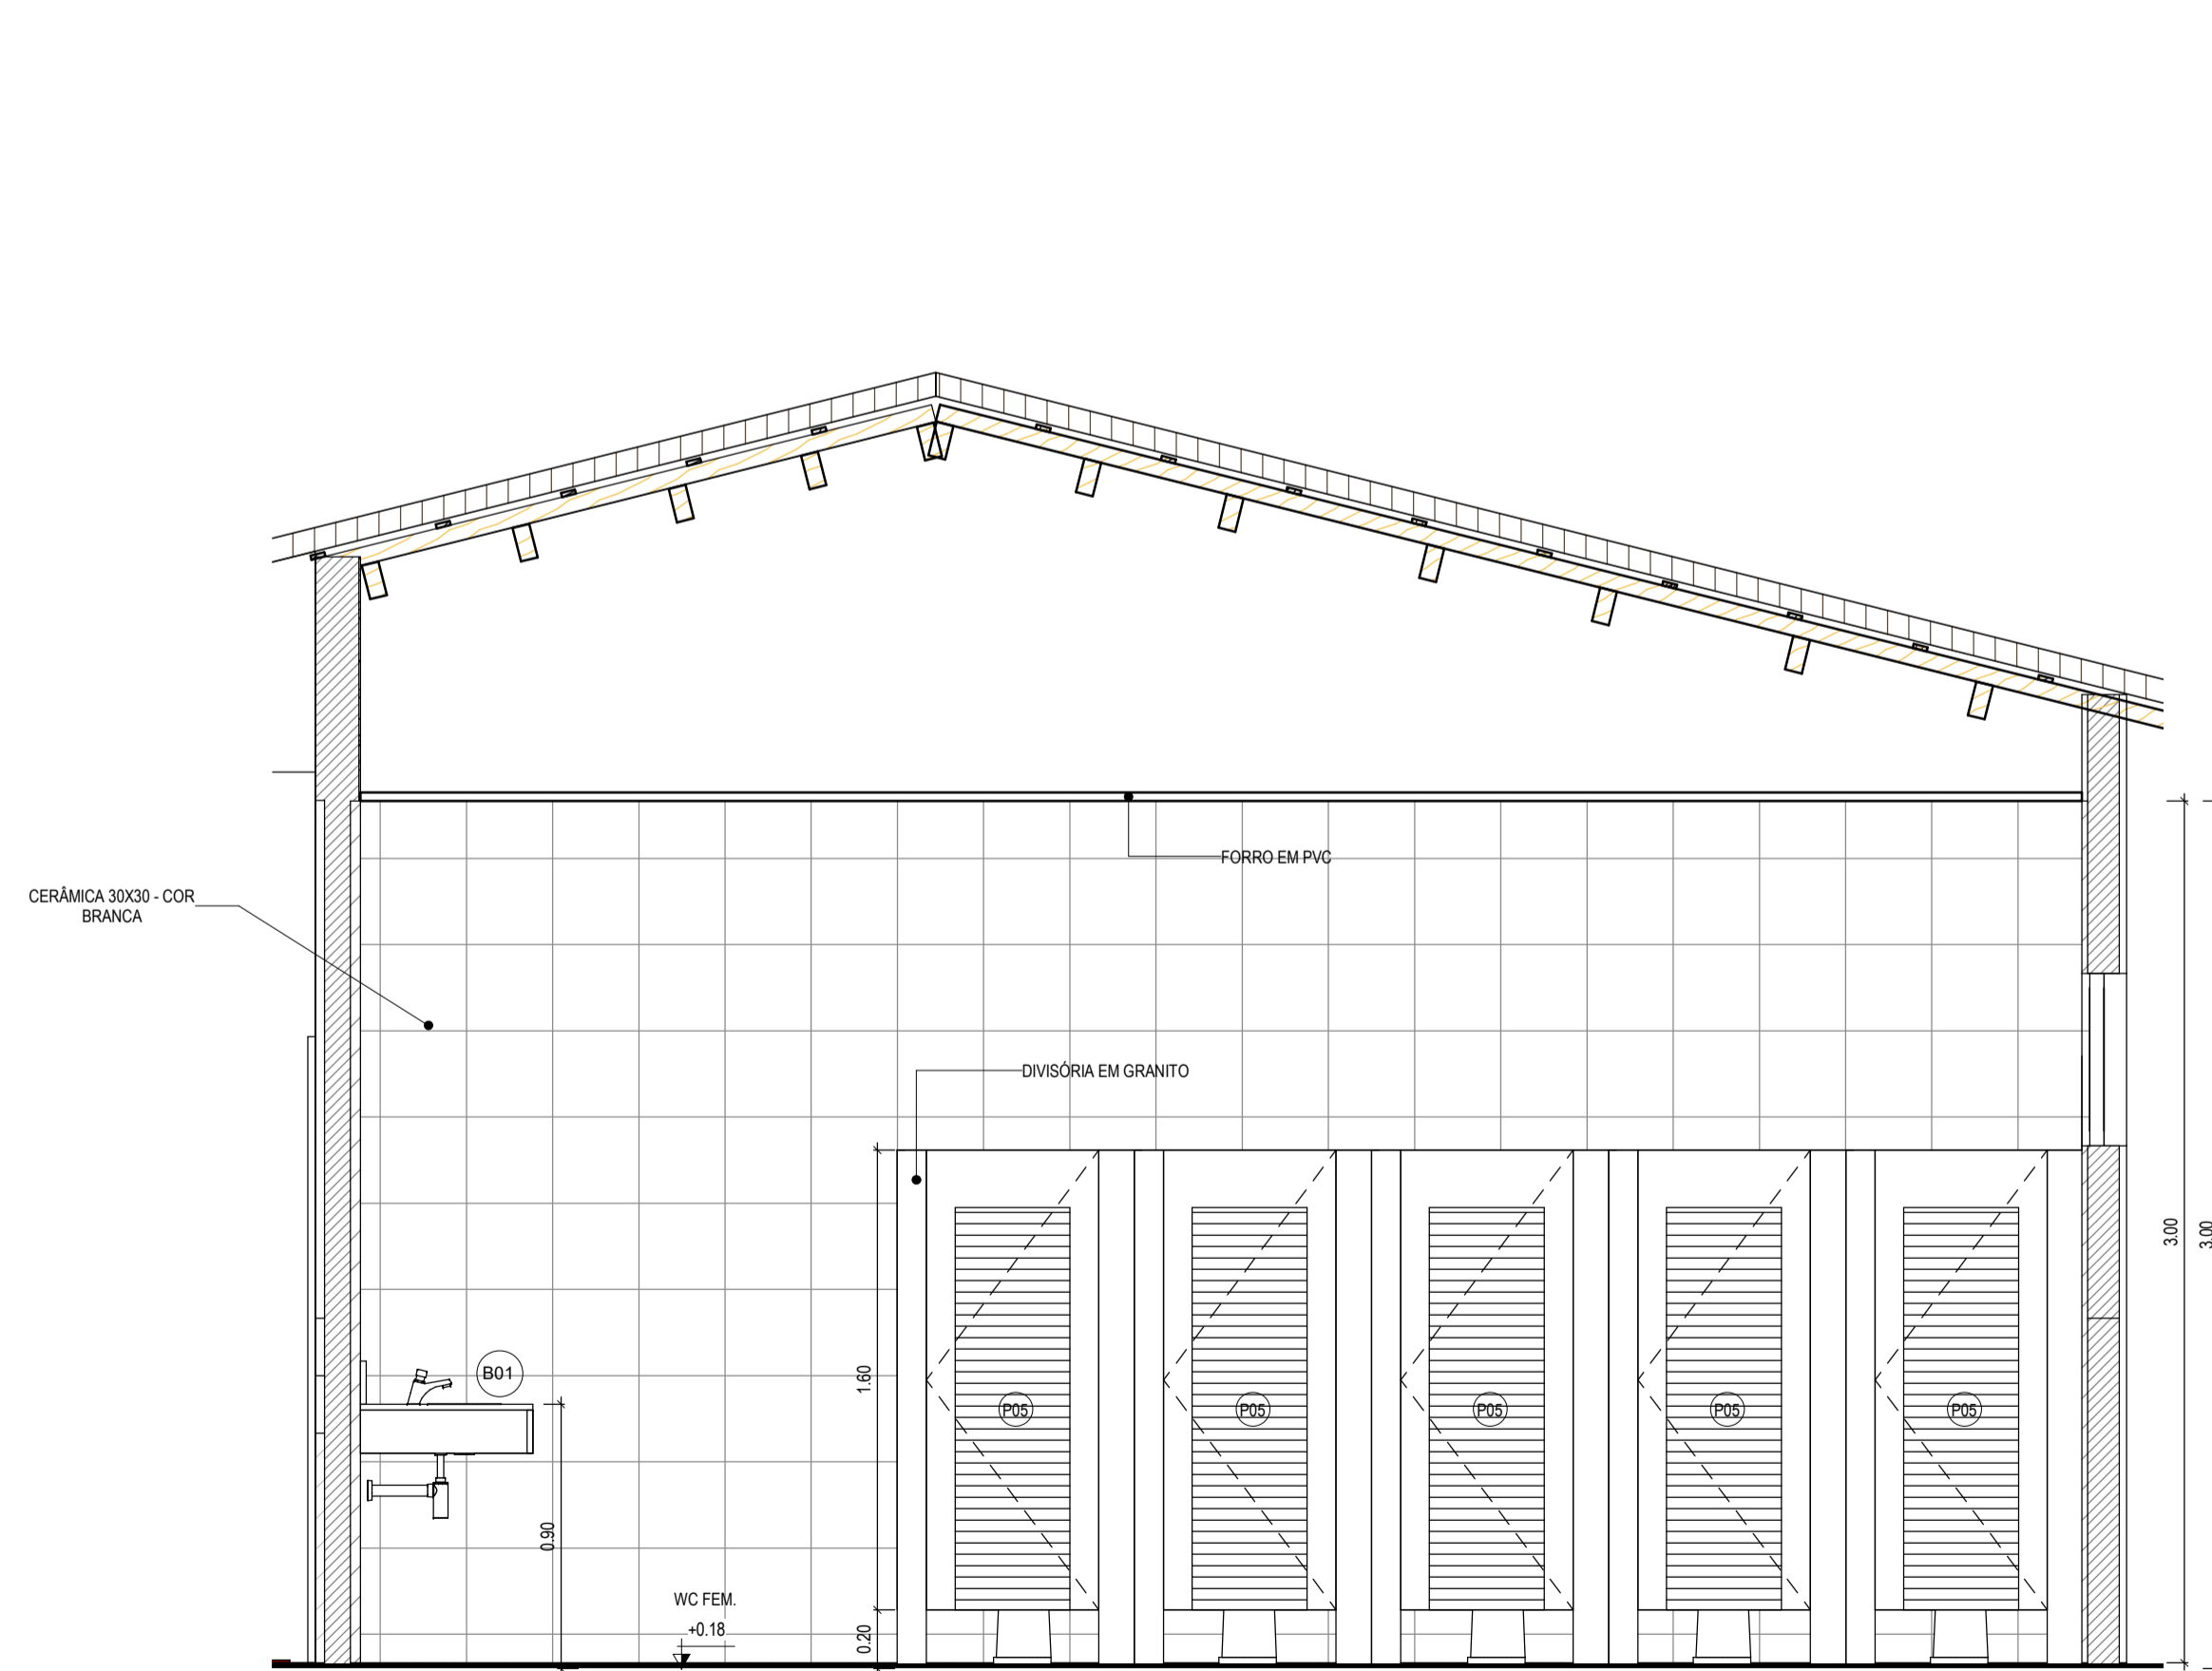 FORRO EM PVC
CERÂMICA 30X30 - COR
BRANCA
DIVISÓRIA EM GRANITO
3.00
3.00
1.60
B01
P05
P05
P05
P05
P05
0.90
WC FEM.
+0.18
0.20